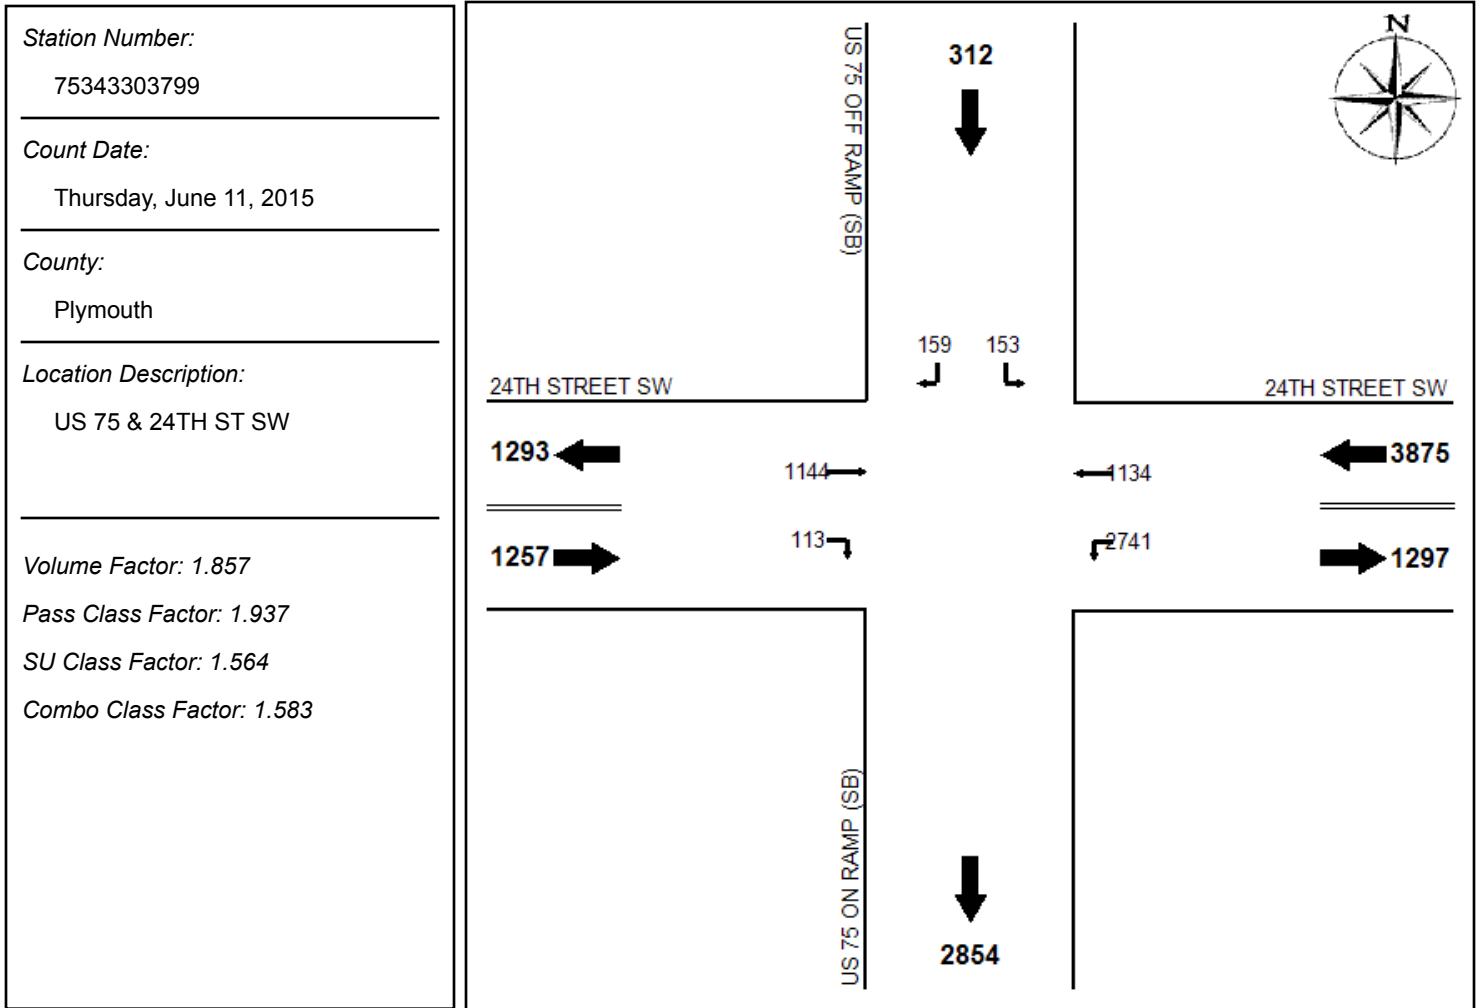 Station Number:
75343303799
Count Date:
Thursday, June 11, 2015
County:
Plymouth
Location Description:
US 75 & 24TH ST SW
Volume Factor: 1.857
Pass Class Factor: 1.937
SU Class Factor: 1.564
Combo Class Factor: 1.583
N
US 75 OFF RAMP (SB)
312
159 153
24TH STREET SW
24TH STREET SW
1293
1144
1134
3875
1257
113
2741
1297
US 75 ON RAMP (SB)
2854